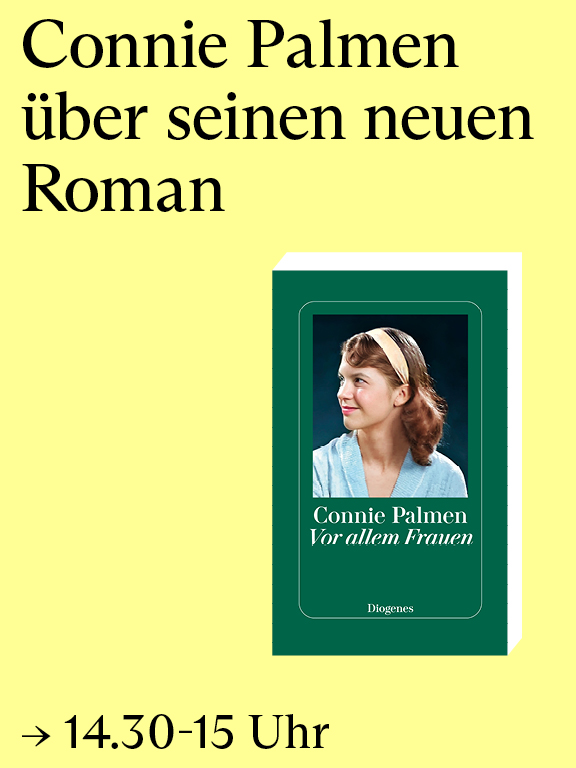 Connie Palmen
über seinen neuen
Roman
Connie Palmen
Vor allem Frauen
Diogenes
→ 14.30-15 Uhr